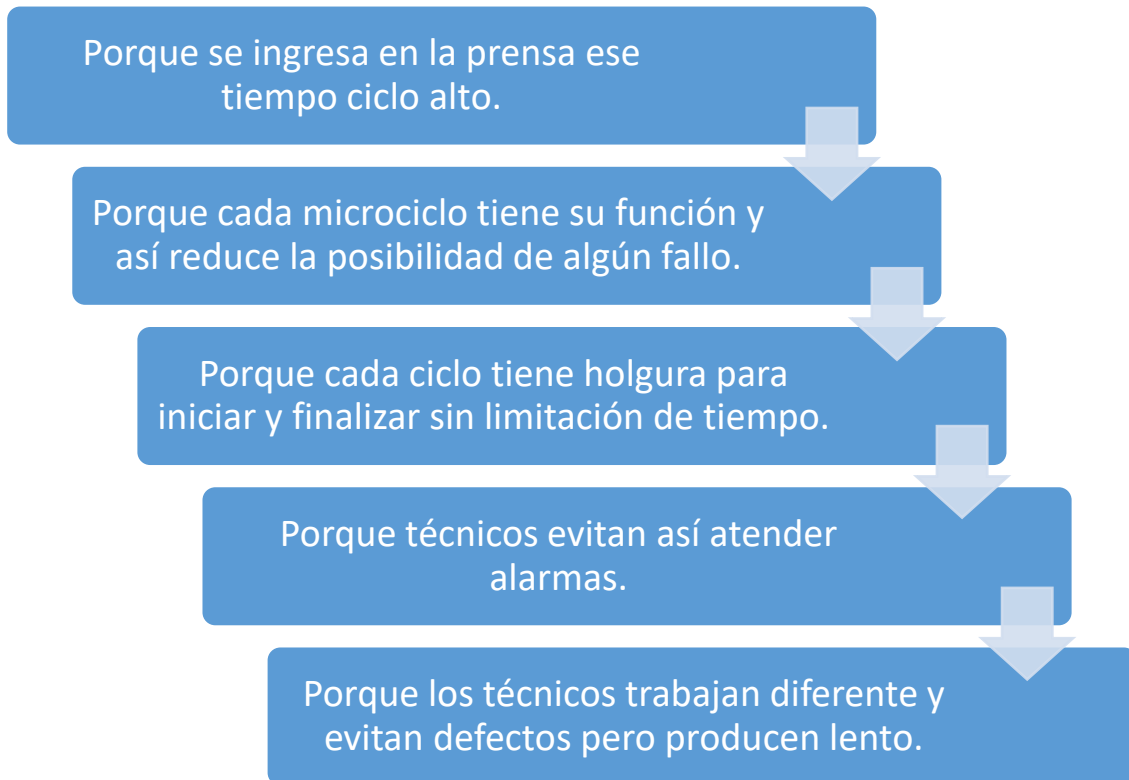 Porque se ingresa en la prensa ese
tiempo ciclo alto.
Porque cada microciclo tiene su función y
así reduce la posibilidad de algún fallo.
Porque cada ciclo tiene holgura para
iniciar y finalizar sin limitación de tiempo.
Porque técnicos evitan así atender
alarmas.
Porque los técnicos trabajan diferente y
evitan defectos pero producen lento.